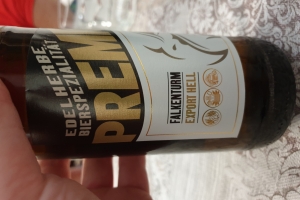 EDELHERBE
BIERSPEZIALITÄT
PREM
FALKENTURM
EXPORT HELL